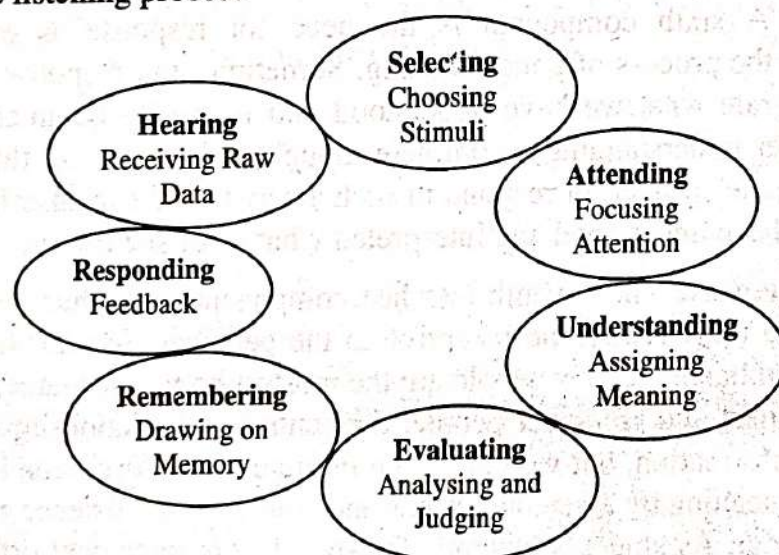 listening
Selecting
Choosing
Stimuli
Hearing
Receiving Raw
Data
Attending
Focusing
Attention
Responding
Feedback
Understanding
Assigning
Meaning
Remembering
Drawing on
Memory
Evaluating
Analysing and
Judging